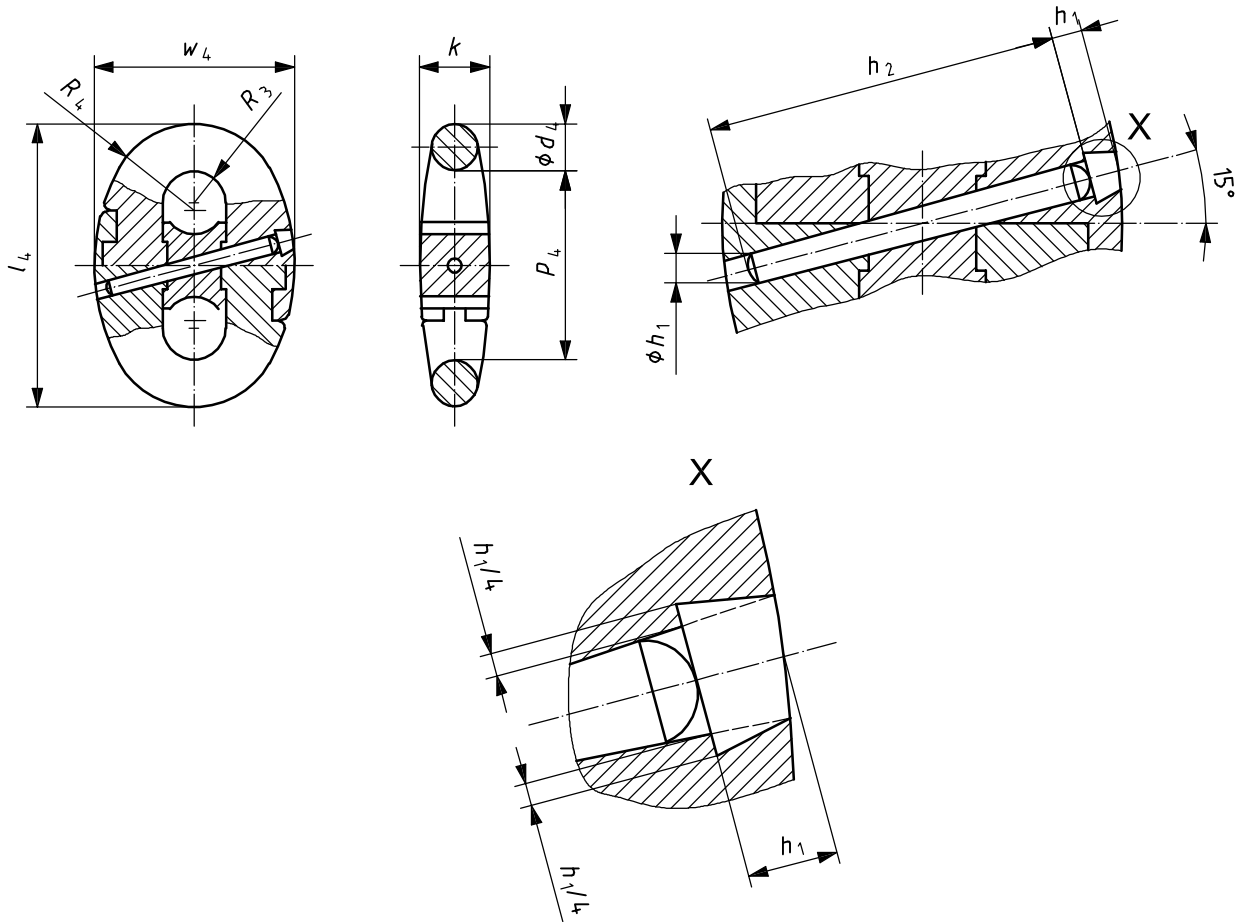 w₄
R₄
R₃
l₄
k
ϕd₄
p₄
h₁
h₂
X
15°
ϕh₁
X
h₁/4
h₁/4
h₁